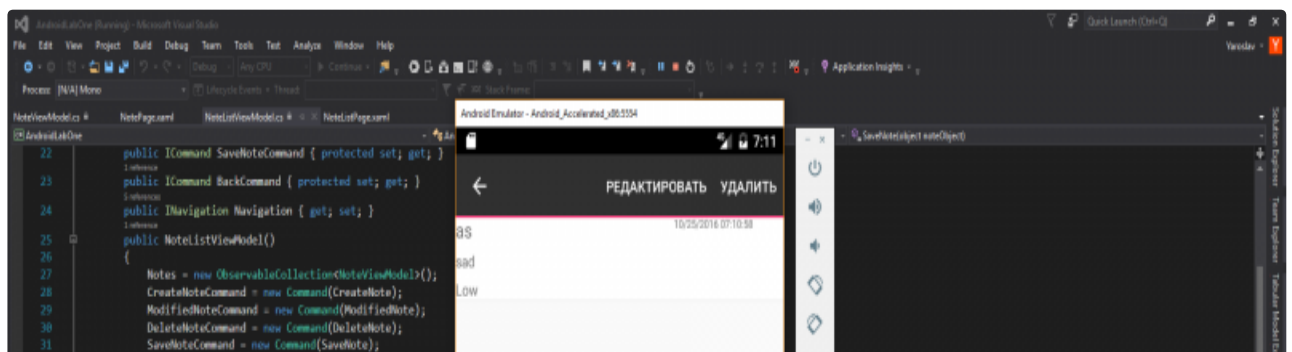 AndroidLabOne (Running) - Microsoft Visual Studio
Quick Launch (Ctrl+Q)
File Edit View Project Build Debug Team Tools Test Analyze Window Help
Yaroslav
Y
Debug Any CPU Continue Application Insights
Process: [N/A] Mono Lifecycle Events Thread: Stack Frame:
NoteViewModel.cs NotePage.xaml NoteListViewModel.cs NoteListPage.xaml
AndroidLabOne
SaveNote(object noteObject)
22 public ICommand SaveNoteCommand { protected set; get; }
1 reference
23 public ICommand BackCommand { protected set; get; }
5 references
24 public INavigation Navigation { get; set; }
1 reference
25 public NoteListViewModel()
26 {
27 Notes = new ObservableCollection<NoteViewModel>();
28 CreateNoteCommand = new Command(CreateNote);
29 ModifiedNoteCommand = new Command(ModifiedNote);
30 DeleteNoteCommand = new Command(DeleteNote);
31 SaveNoteCommand = new Command(SaveNote);
Android Emulator - Android_Accelerated_x86:5554
7:11
РЕДАКТИРОВАТЬ УДАЛИТЬ
as
10/25/2016 07:10:58
sad
Low
Solution Explorer
Team Explorer
Tabular Model Ex